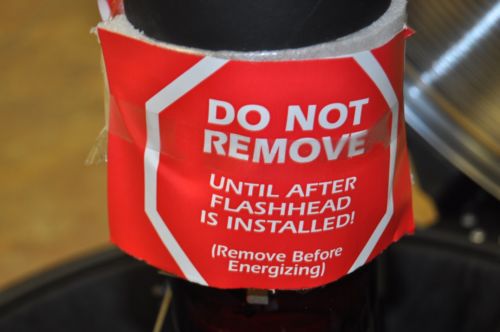 DO NOT
REMOVE
UNTIL AFTER
FLASHHEAD
IS INSTALLED!
(Remove Before
Energizing)